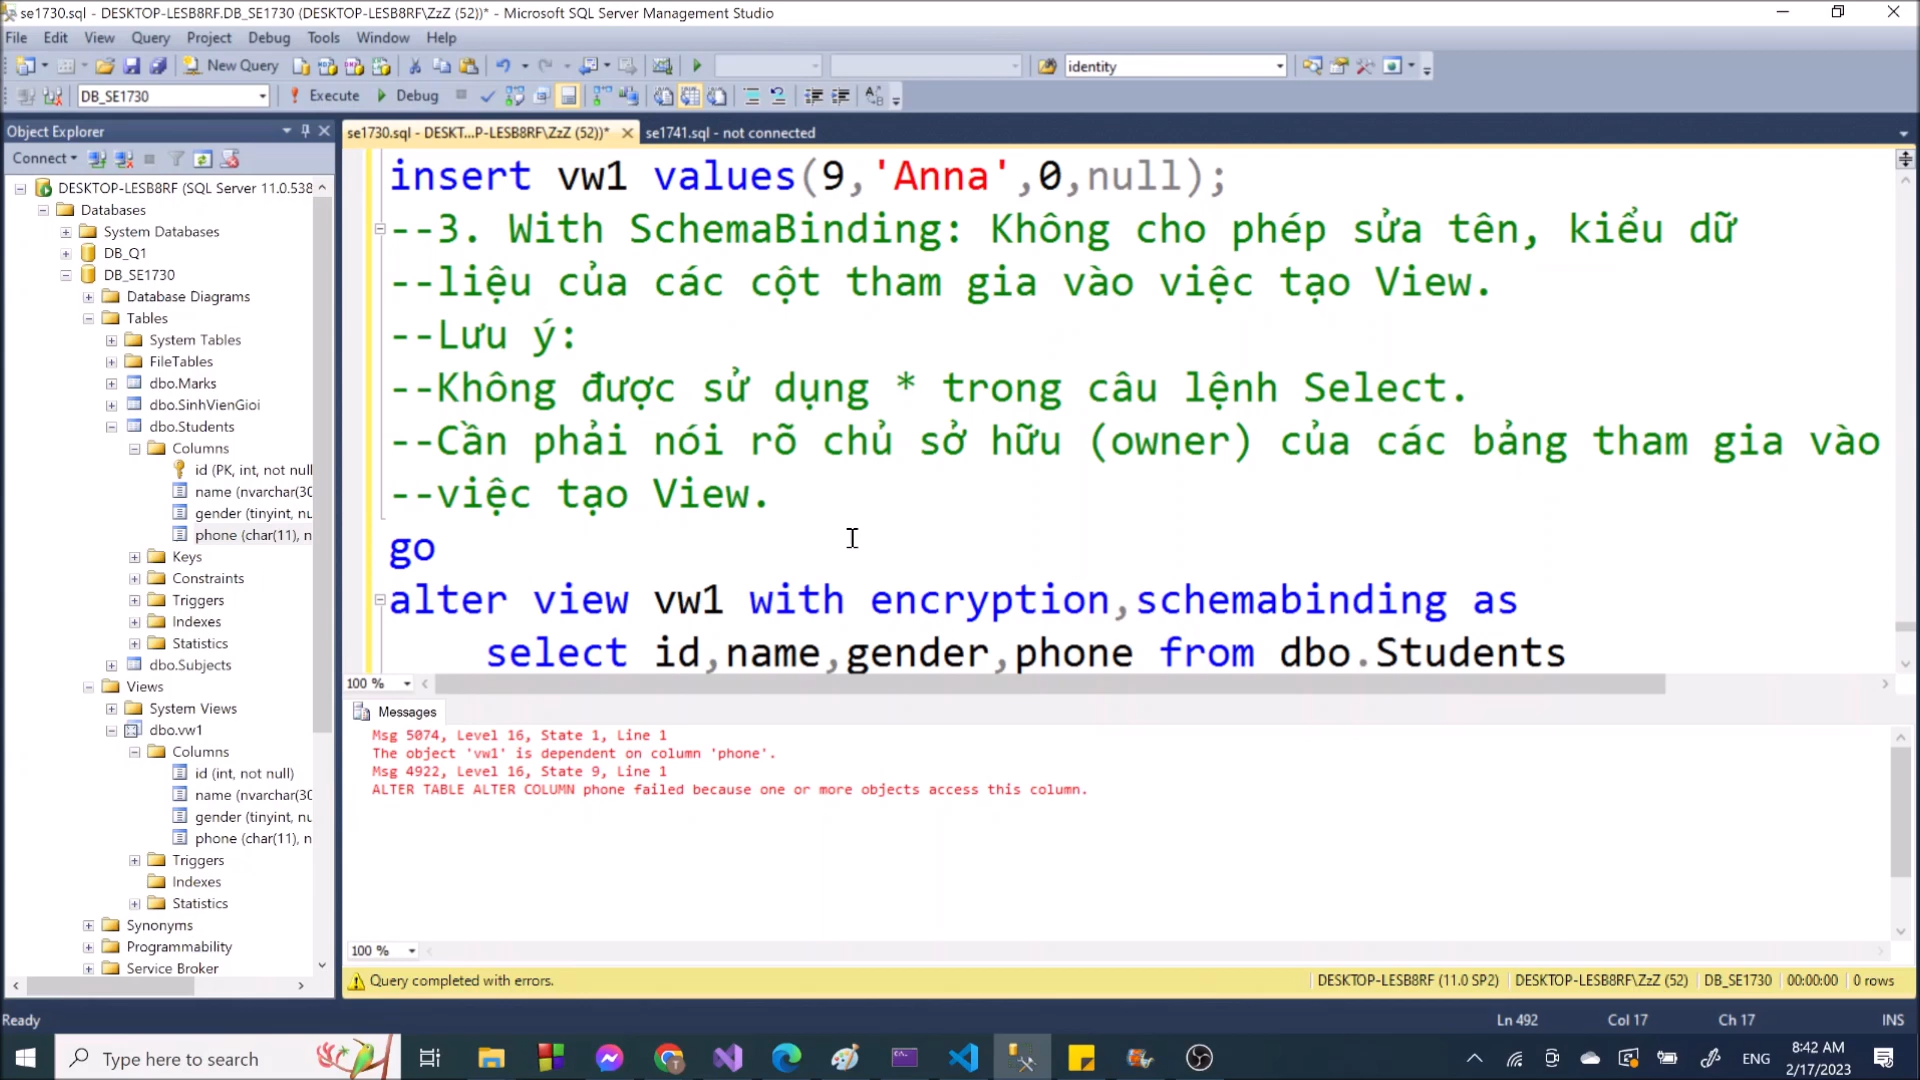 se1730.sql - DESKTOP-LESB8RF.DB_SE1730 (DESKTOP-LESB8RF\ZzZ (52))* - Microsoft SQL Server Management Studio
File Edit View Query Project Debug Tools Window Help
New Query identity
DB_SE1730 Execute Debug
Object Explorer
Connect
DESKTOP-LESB8RF (SQL Server 11.0.538
Databases
System Databases
DB_Q1
DB_SE1730
Database Diagrams
Tables
System Tables
FileTables
dbo.Marks
dbo.SinhVienGioi
dbo.Students
Columns
id (PK, int, not null
name (nvarchar(30
gender (tinyint, nu
phone (char(11), n
Keys
Constraints
Triggers
Indexes
Statistics
dbo.Subjects
Views
System Views
dbo.vw1
Columns
id (int, not null)
name (nvarchar(30
gender (tinyint, nu
phone (char(11), n
Triggers
Indexes
Statistics
Synonyms
Programmability
Service Broker
se1730.sql - DESKT...P-LESB8RF\ZzZ (52))* se1741.sql - not connected
insert vw1 values(9,'Anna',0,null);
--3. With SchemaBinding: Không cho phép sửa tên, kiểu dữ
--liệu của các cột tham gia vào việc tạo View.
--Lưu ý:
--Không được sử dụng * trong câu lệnh Select.
--Cần phải nói rõ chủ sở hữu (owner) của các bảng tham gia vào
--việc tạo View.
go
alter view vw1 with encryption,schemabinding as
select id,name,gender,phone from dbo.Students
100 %
Messages
Msg 5074, Level 16, State 1, Line 1
The object 'vw1' is dependent on column 'phone'.
Msg 4922, Level 16, State 9, Line 1
ALTER TABLE ALTER COLUMN phone failed because one or more objects access this column.
100 %
Query completed with errors. DESKTOP-LESB8RF (11.0 SP2) DESKTOP-LESB8RF\ZzZ (52) DB_SE1730 00:00:00 0 rows
Ready Ln 492 Col 17 Ch 17 INS
Type here to search ENG 8:42 AM
2/17/2023